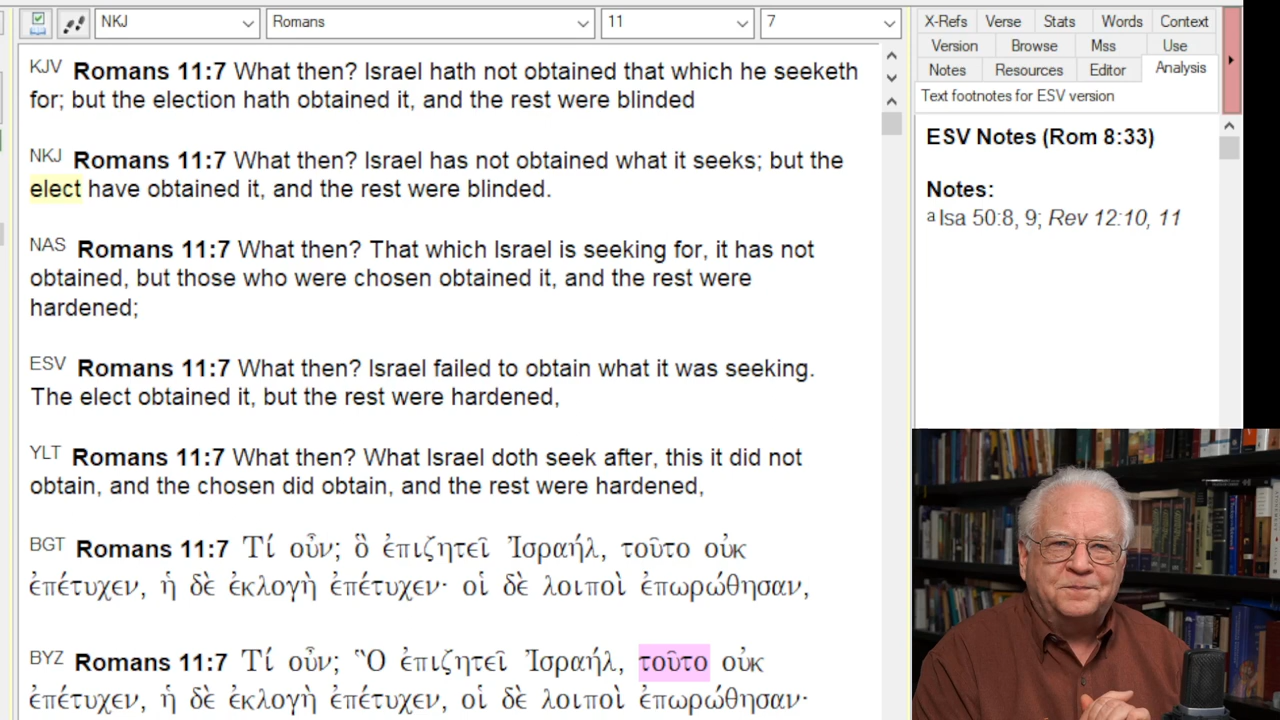 NKJ Romans 11 7
KJV Romans 11:7 What then? Israel hath not obtained that which he seeketh
for; but the election hath obtained it, and the rest were blinded
NKJ Romans 11:7 What then? Israel has not obtained what it seeks; but the
elect have obtained it, and the rest were blinded.
NAS Romans 11:7 What then? That which Israel is seeking for, it has not
obtained, but those who were chosen obtained it, and the rest were
hardened;
ESV Romans 11:7 What then? Israel failed to obtain what it was seeking.
The elect obtained it, but the rest were hardened,
YLT Romans 11:7 What then? What Israel doth seek after, this it did not
obtain, and the chosen did obtain, and the rest were hardened,
BGT Romans 11:7 Τί οὖν; ὃ ἐπιζητεῖ Ἰσραήλ, τοῦτο οὐκ
ἐπέτυχεν, ἡ δὲ ἐκλογὴ ἐπέτυχεν· οἱ δὲ λοιποὶ ἐπωρώθησαν,
BYZ Romans 11:7 Τί οὖν; Ὃ ἐπιζητεῖ Ἰσραήλ, τοῦτο οὐκ
ἐπέτυχεν, ἡ δὲ ἐκλογὴ ἐπέτυχεν, οἱ δὲ λοιποὶ ἐπωρώθησαν·
X-Refs Verse Stats Words Context
Version Browse Mss Use
Notes Resources Editor Analysis
Text footnotes for ESV version
ESV Notes (Rom 8:33)
Notes:
a Isa 50:8, 9; Rev 12:10, 11